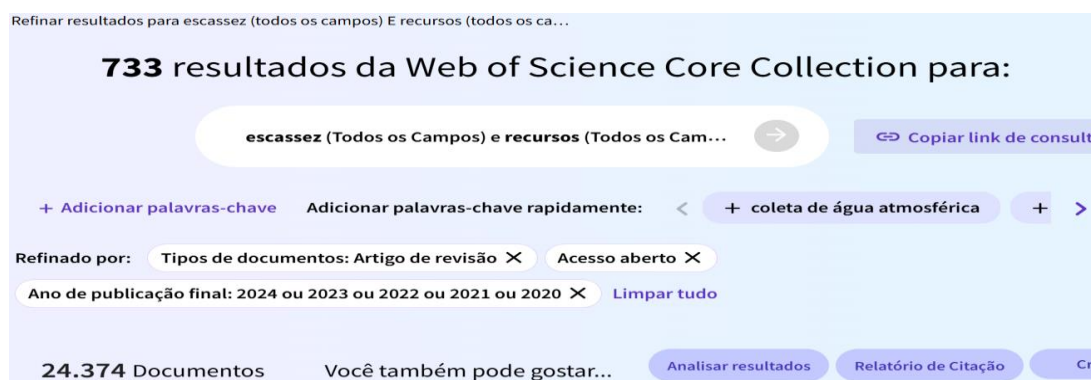 Refinar resultados para escassez (todos os campos) E recursos (todos os ca...
733 resultados da Web of Science Core Collection para:
escassez (Todos os Campos) e recursos (Todos os Cam...
Copiar link de consult
+ Adicionar palavras-chave Adicionar palavras-chave rapidamente: < + coleta de água atmosférica + >
Refinado por: Tipos de documentos: Artigo de revisão X Acesso aberto X
Ano de publicação final: 2024 ou 2023 ou 2022 ou 2021 ou 2020 X Limpar tudo
24.374 Documentos Você também pode gostar... Analisar resultados Relatório de Citação